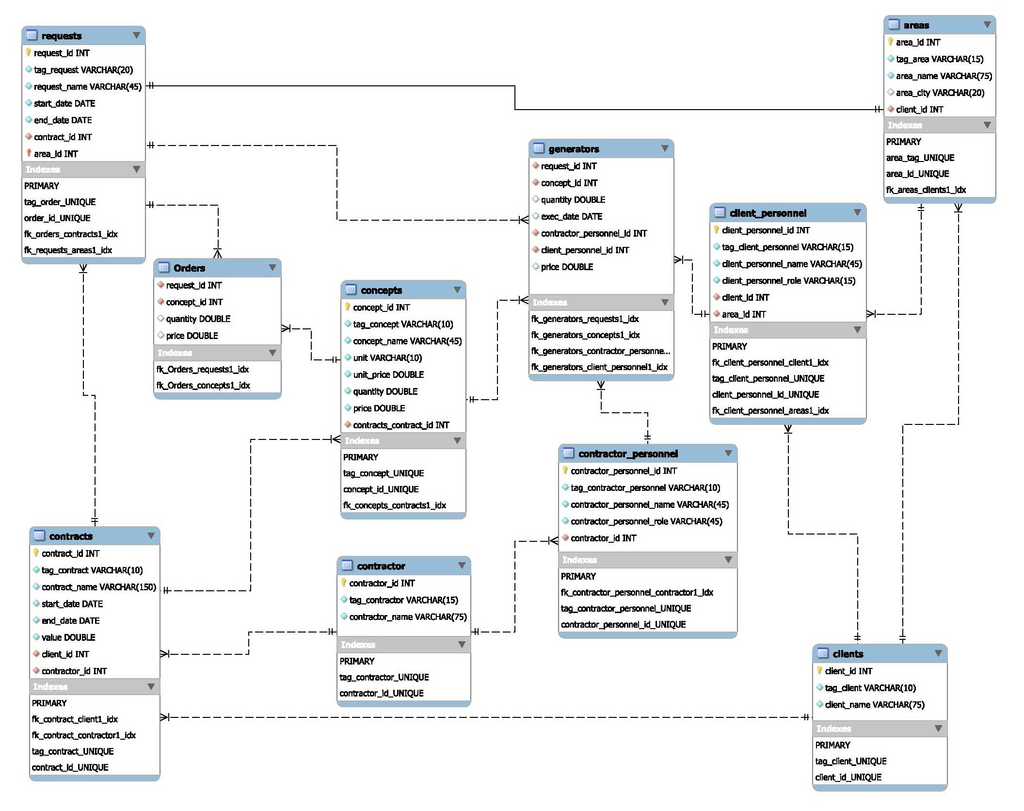 requests
request_id INT
tag_request VARCHAR(20)
request_name VARCHAR(45)
start_date DATE
end_date DATE
contract_id INT
area_id INT
Indexes
PRIMARY
tag_order_UNIQUE
order_id_UNIQUE
fk_orders_contracts1_idx
fk_requests_areas1_idx
areas
area_id INT
tag_area VARCHAR(15)
area_name VARCHAR(75)
area_city VARCHAR(20)
client_id INT
Indexes
PRIMARY
area_tag_UNIQUE
area_id_UNIQUE
fk_areas_clients1_idx
generators
request_id INT
concept_id INT
quantity DOUBLE
exec_date DATE
contractor_personnel_id INT
client_personnel_id INT
price DOUBLE
Indexes
fk_generators_requests1_idx
fk_generators_concepts1_idx
fk_generators_contractor_personne...
fk_generators_client_personnel1_idx
client_personnel
client_personnel_id INT
tag_client_personnel VARCHAR(15)
client_personnel_name VARCHAR(45)
client_personnel_role VARCHAR(15)
client_id INT
area_id INT
Indexes
PRIMARY
fk_client_personnel_client1_idx
tag_client_personnel_UNIQUE
client_personnel_id_UNIQUE
fk_client_personnel_areas1_idx
Orders
request_id INT
concept_id INT
quantity DOUBLE
price DOUBLE
Indexes
fk_Orders_requests1_idx
fk_Orders_concepts1_idx
concepts
concept_id INT
tag_concept VARCHAR(10)
concept_name VARCHAR(45)
unit VARCHAR(10)
unit_price DOUBLE
quantity DOUBLE
price DOUBLE
contracts_contract_id INT
Indexes
PRIMARY
tag_concept_UNIQUE
concept_id_UNIQUE
fk_concepts_contracts1_idx
contractor_personnel
contractor_personnel_id INT
tag_contractor_personnel VARCHAR(10)
contractor_personnel_name VARCHAR(45)
contractor_personnel_role VARCHAR(45)
contractor_id INT
Indexes
PRIMARY
fk_contractor_personnel_contractor1_idx
tag_contractor_personnel_UNIQUE
contractor_personnel_id_UNIQUE
contracts
contract_id INT
tag_contract VARCHAR(10)
contract_name VARCHAR(150)
start_date DATE
end_date DATE
value DOUBLE
client_id INT
contractor_id INT
Indexes
PRIMARY
fk_contract_client1_idx
fk_contract_contractor1_idx
tag_contract_UNIQUE
contract_id_UNIQUE
contractor
contractor_id INT
tag_contractor VARCHAR(15)
contractor_name VARCHAR(75)
Indexes
PRIMARY
tag_contractor_UNIQUE
contractor_id_UNIQUE
clients
client_id INT
tag_client VARCHAR(10)
client_name VARCHAR(75)
Indexes
PRIMARY
tag_client_UNIQUE
client_id_UNIQUE